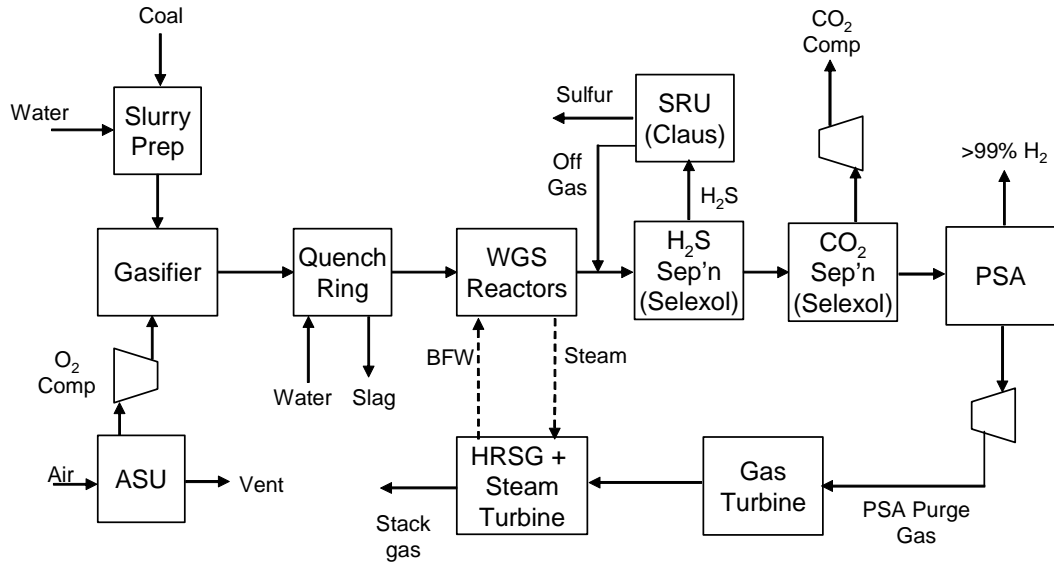 Coal
Water
Slurry
Prep
Gasifier
O₂
Comp
Air
ASU
Vent
Quench
Ring
Water
Slag
WGS
Reactors
BFW
Steam
Sulfur
SRU
(Claus)
Off
Gas
H₂S
H₂S
Sep’n
(Selexol)
CO₂
Comp
CO₂
Sep’n
(Selexol)
>99% H₂
PSA
HRSG +
Steam
Turbine
Stack
gas
Gas
Turbine
PSA Purge
Gas